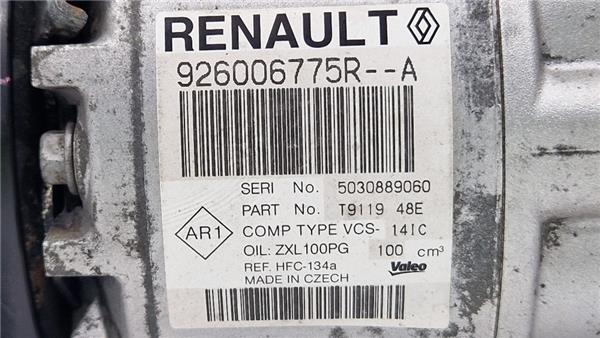 RENAULT
926006775R--A
SERI No. 5030889060
PART No. T9119 48E
AR1
COMP TYPE VCS- 14IC
OIL: ZXL100PG 100 cm³
REF. HFC-134a
MADE IN CZECH
Valeo